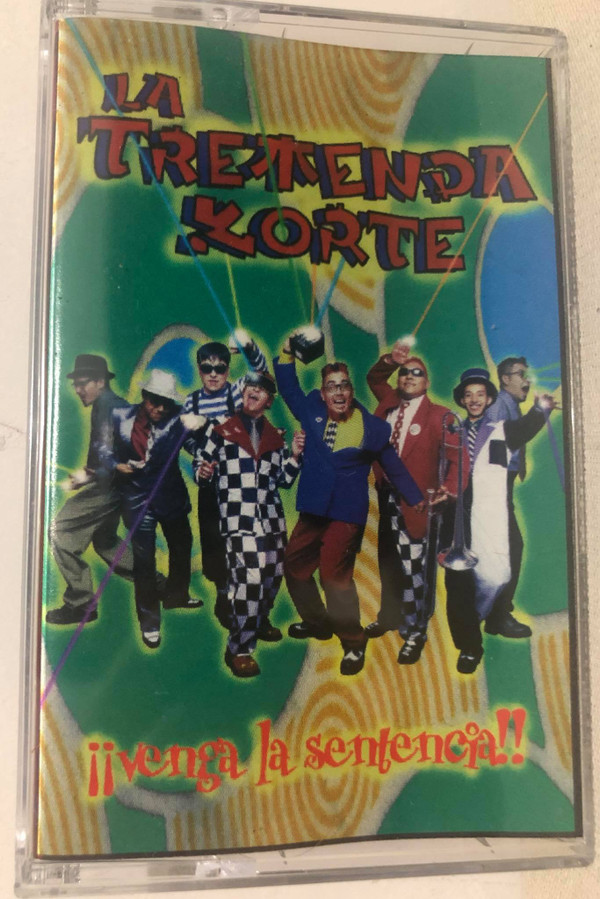 LA
TREMENDA
KORTE
¡¡venga la sentencia!!